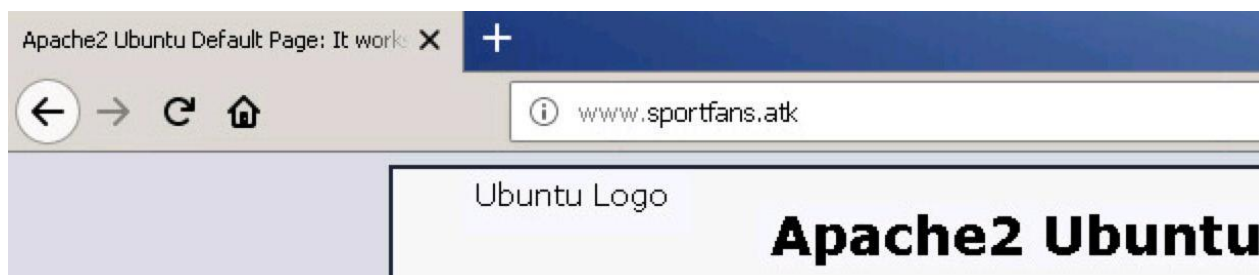 Apache2 Ubuntu Default Page: It works
www.sportfans.atk
Ubuntu Logo
Apache2 Ubuntu